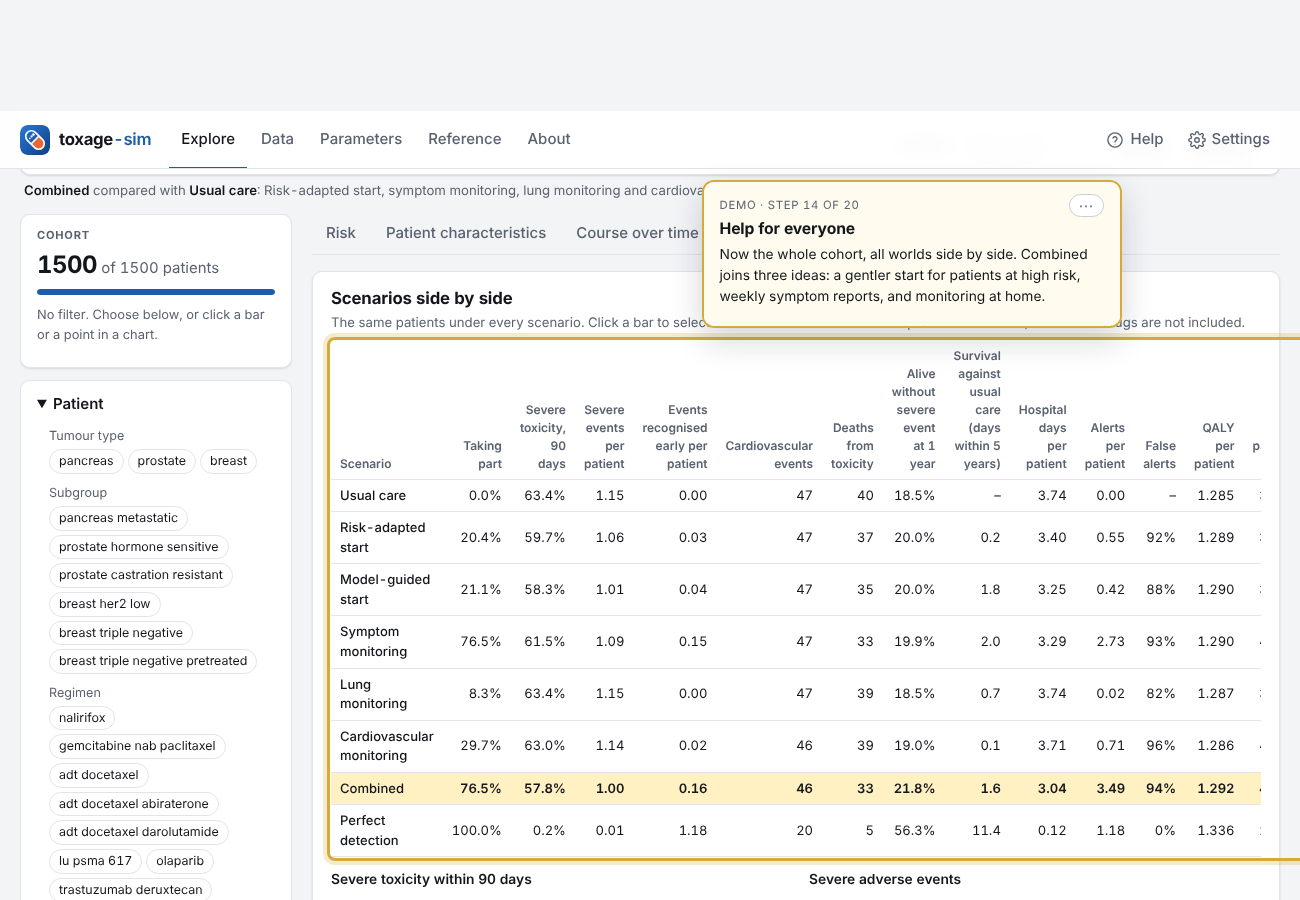 toxage-sim
Explore
Data
Parameters
Reference
About
Help
Settings
Combined compared with Usual care: Risk-adapted start, symptom monitoring, lung monitoring and
DEMO · STEP 14 OF 20
...
Help for everyone
Now the whole cohort, all worlds side by side. Combined
joins three ideas: a gentler start for patients at high risk,
weekly symptom reports, and monitoring at home.
COHORT
1500 of 1500 patients
No filter. Choose below, or click a bar
or a point in a chart.
Patient
Tumour type
pancreas
prostate
breast
Subgroup
pancreas metastatic
prostate hormone sensitive
prostate castration resistant
breast her2 low
breast triple negative
breast triple negative pretreated
Regimen
nalirifox
gemcitabine nab paclitaxel
adt docetaxel
adt docetaxel abiraterone
adt docetaxel darolutamide
lu psma 617
olaparib
trastuzumab deruxtecan
Risk
Patient characteristics
Course over time
Scenarios side by side
The same patients under every scenario. Click a bar to
are not included.
Scenario
Taking part
Severe toxicity, 90 days
Severe events per patient
Events recognised early per patient
Cardiovascular events
Deaths from toxicity
Alive without severe event at 1 year
Survival against usual care (days within 5 years)
Hospital days per patient
Alerts per patient
False alerts
QALY per patient
Usual care 0.0% 63.4% 1.15 0.00 47 40 18.5% – 3.74 0.00 – 1.285
Risk-adapted start 20.4% 59.7% 1.06 0.03 47 37 20.0% 0.2 3.40 0.55 92% 1.289
Model-guided start 21.1% 58.3% 1.01 0.04 47 35 20.0% 1.8 3.25 0.42 88% 1.290
Symptom monitoring 76.5% 61.5% 1.09 0.15 47 33 19.9% 2.0 3.29 2.73 93% 1.290
Lung monitoring 8.3% 63.4% 1.15 0.00 47 39 18.5% 0.7 3.74 0.02 82% 1.287
Cardiovascular monitoring 29.7% 63.0% 1.14 0.02 46 39 19.0% 0.1 3.71 0.71 96% 1.286
Combined 76.5% 57.8% 1.00 0.16 46 33 21.8% 1.6 3.04 3.49 94% 1.292
Perfect detection 100.0% 0.2% 0.01 1.18 20 5 56.3% 11.4 0.12 1.18 0% 1.336
Severe toxicity within 90 days
Severe adverse events